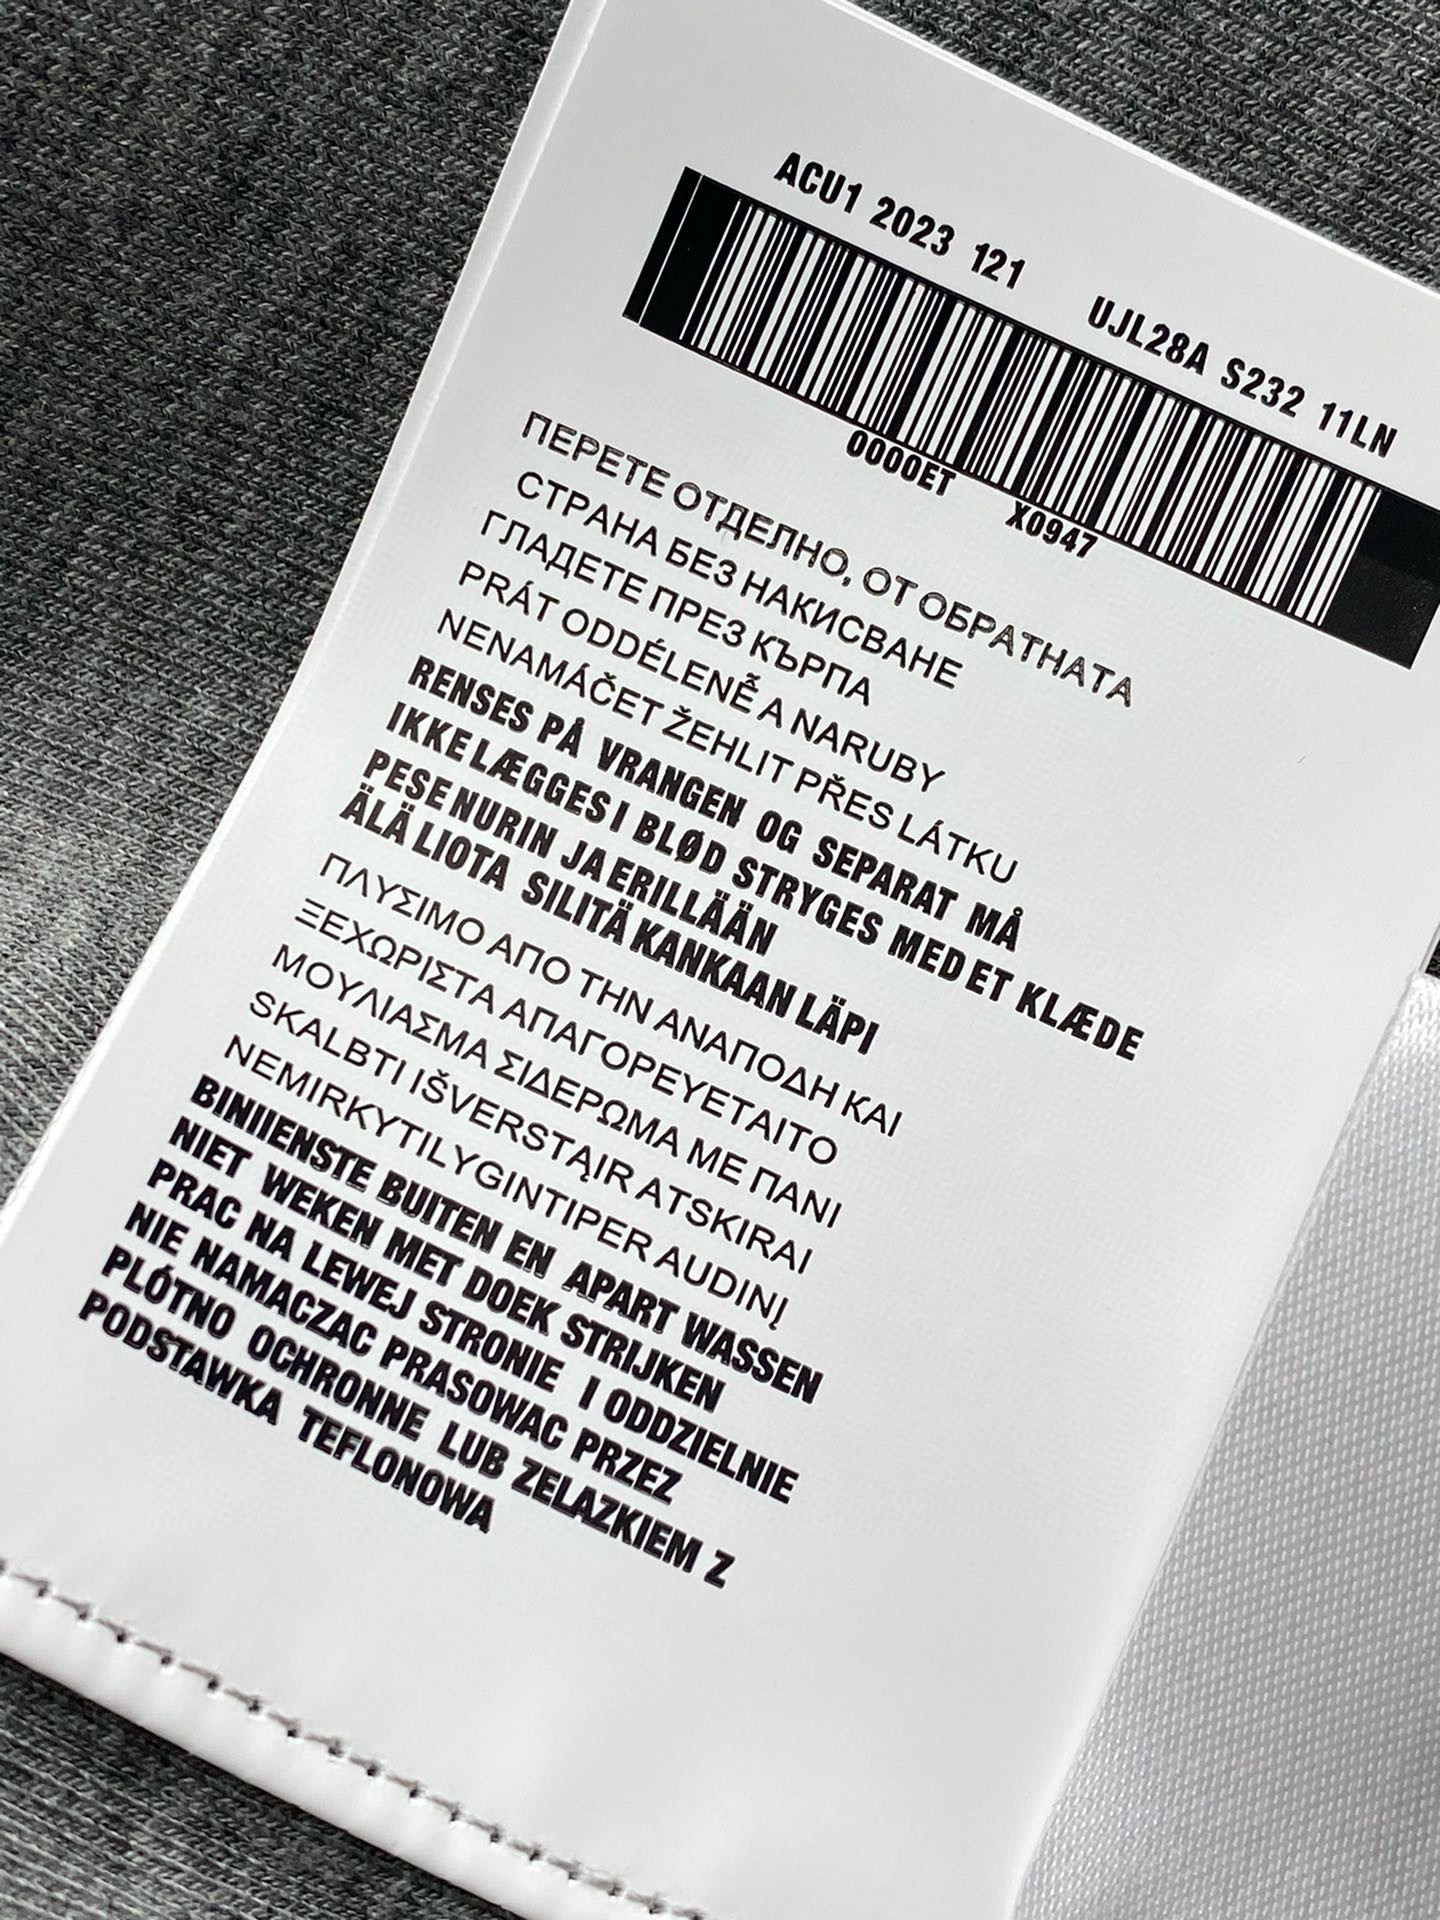 ACU1 2023 121 UJL28A S232 11LN
0000ET X0947
ПЕРЕТЕ ОТДЕЛНО, ОТ ОБРАТНАТА
СТРАНА БЕЗ НАКИСВАНЕ
ГЛАДЕТЕ ПРЕЗ КЪРПА
PRÁT ODDÉLENĚ A NARUBY
NENAMÁČET ŽEHLIT PŘES LÁTKU
RENSES PÅ VRANGEN OG SEPARAT MÅ
IKKE LÆGGES I BLØD STRYGES MED ET KLÆDE
PESE NURIN JA ERILLÄÄN
ÄLÄ LIOTA SILITÄ KANKAAN LÄPI
ΠΛΥΣΙΜΟ ΑΠΟ ΤΗΝ ΑΝΑΠΟΔΗ ΚΑΙ
ΞΕΧΩΡΙΣΤΑ ΑΠΑΓΟΡΕΥΕΤΑΙΤΟ
ΜΟΥΛΙΑΣΜΑ ΣΙΔΕΡΩΜΑ ΜΕ ΠΑΝΙ
SKALBTI IŠVERSTĄIR ATSKIRAI
NEMIRKYTILYGINTIPER AUDINĮ
BINIIENSTE BUITEN EN APART WASSEN
NIET WEKEN MET DOEK STRIJKEN
PRAC NA LEWEJ STRONIE I ODDZIELNIE
NIE NAMACZAC PRASOWAC PRZEZ
PLÓTNO OCHRONNE LUB ZELAZKIEM Z
PODSTAWKA TEFLONOWA